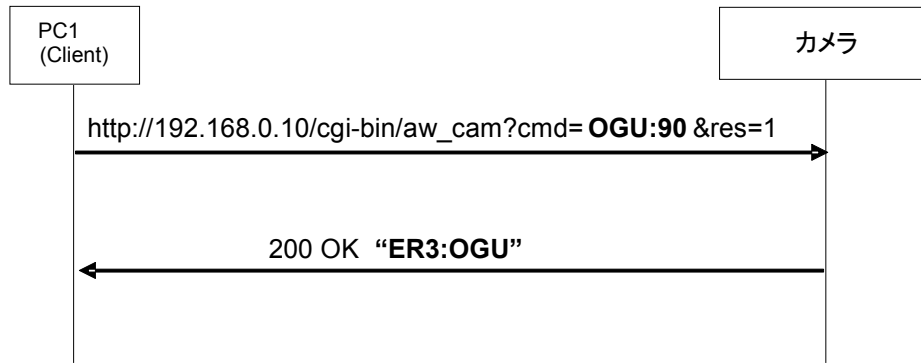 PC1
(Client)
カメラ
http://192.168.0.10/cgi-bin/aw_cam?cmd= OGU:90 &res=1
200 OK “ER3:OGU”